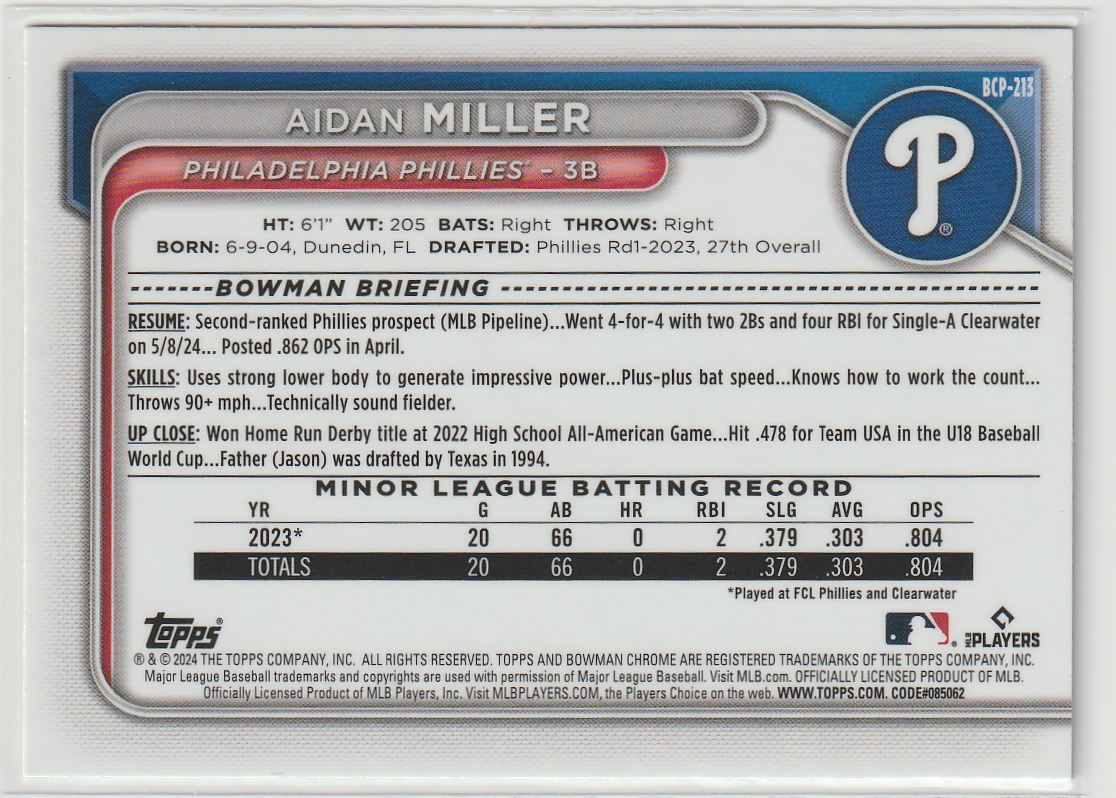 BCP-213
AIDAN MILLER
PHILADELPHIA PHILLIES® – 3B
P®
HT: 6'1" WT: 205 BATS: Right THROWS: Right
BORN: 6-9-04, Dunedin, FL DRAFTED: Phillies Rd1-2023, 27th Overall
-------BOWMAN BRIEFING -------------------------------------------
RESUME: Second-ranked Phillies prospect (MLB Pipeline)...Went 4-for-4 with two 2Bs and four RBI for Single-A Clearwater
on 5/8/24... Posted .862 OPS in April.
SKILLS: Uses strong lower body to generate impressive power...Plus-plus bat speed...Knows how to work the count...
Throws 90+ mph...Technically sound fielder.
UP CLOSE: Won Home Run Derby title at 2022 High School All-American Game...Hit .478 for Team USA in the U18 Baseball
World Cup...Father (Jason) was drafted by Texas in 1994.
MINOR LEAGUE BATTING RECORD
YR G AB HR RBI SLG AVG OPS
2023* 20 66 0 2 .379 .303 .804
TOTALS 20 66 0 2 .379 .303 .804
*Played at FCL Phillies and Clearwater
Topps® ® MLB PLAYERS
® & © 2024 THE TOPPS COMPANY, INC. ALL RIGHTS RESERVED. TOPPS AND BOWMAN CHROME ARE REGISTERED TRADEMARKS OF THE TOPPS COMPANY, INC.
Major League Baseball trademarks and copyrights are used with permission of Major League Baseball. Visit MLB.com. OFFICIALLY LICENSED PRODUCT OF MLB.
Officially Licensed Product of MLB Players, Inc. Visit MLBPLAYERS.COM, the Players Choice on the web. WWW.TOPPS.COM. CODE#085062